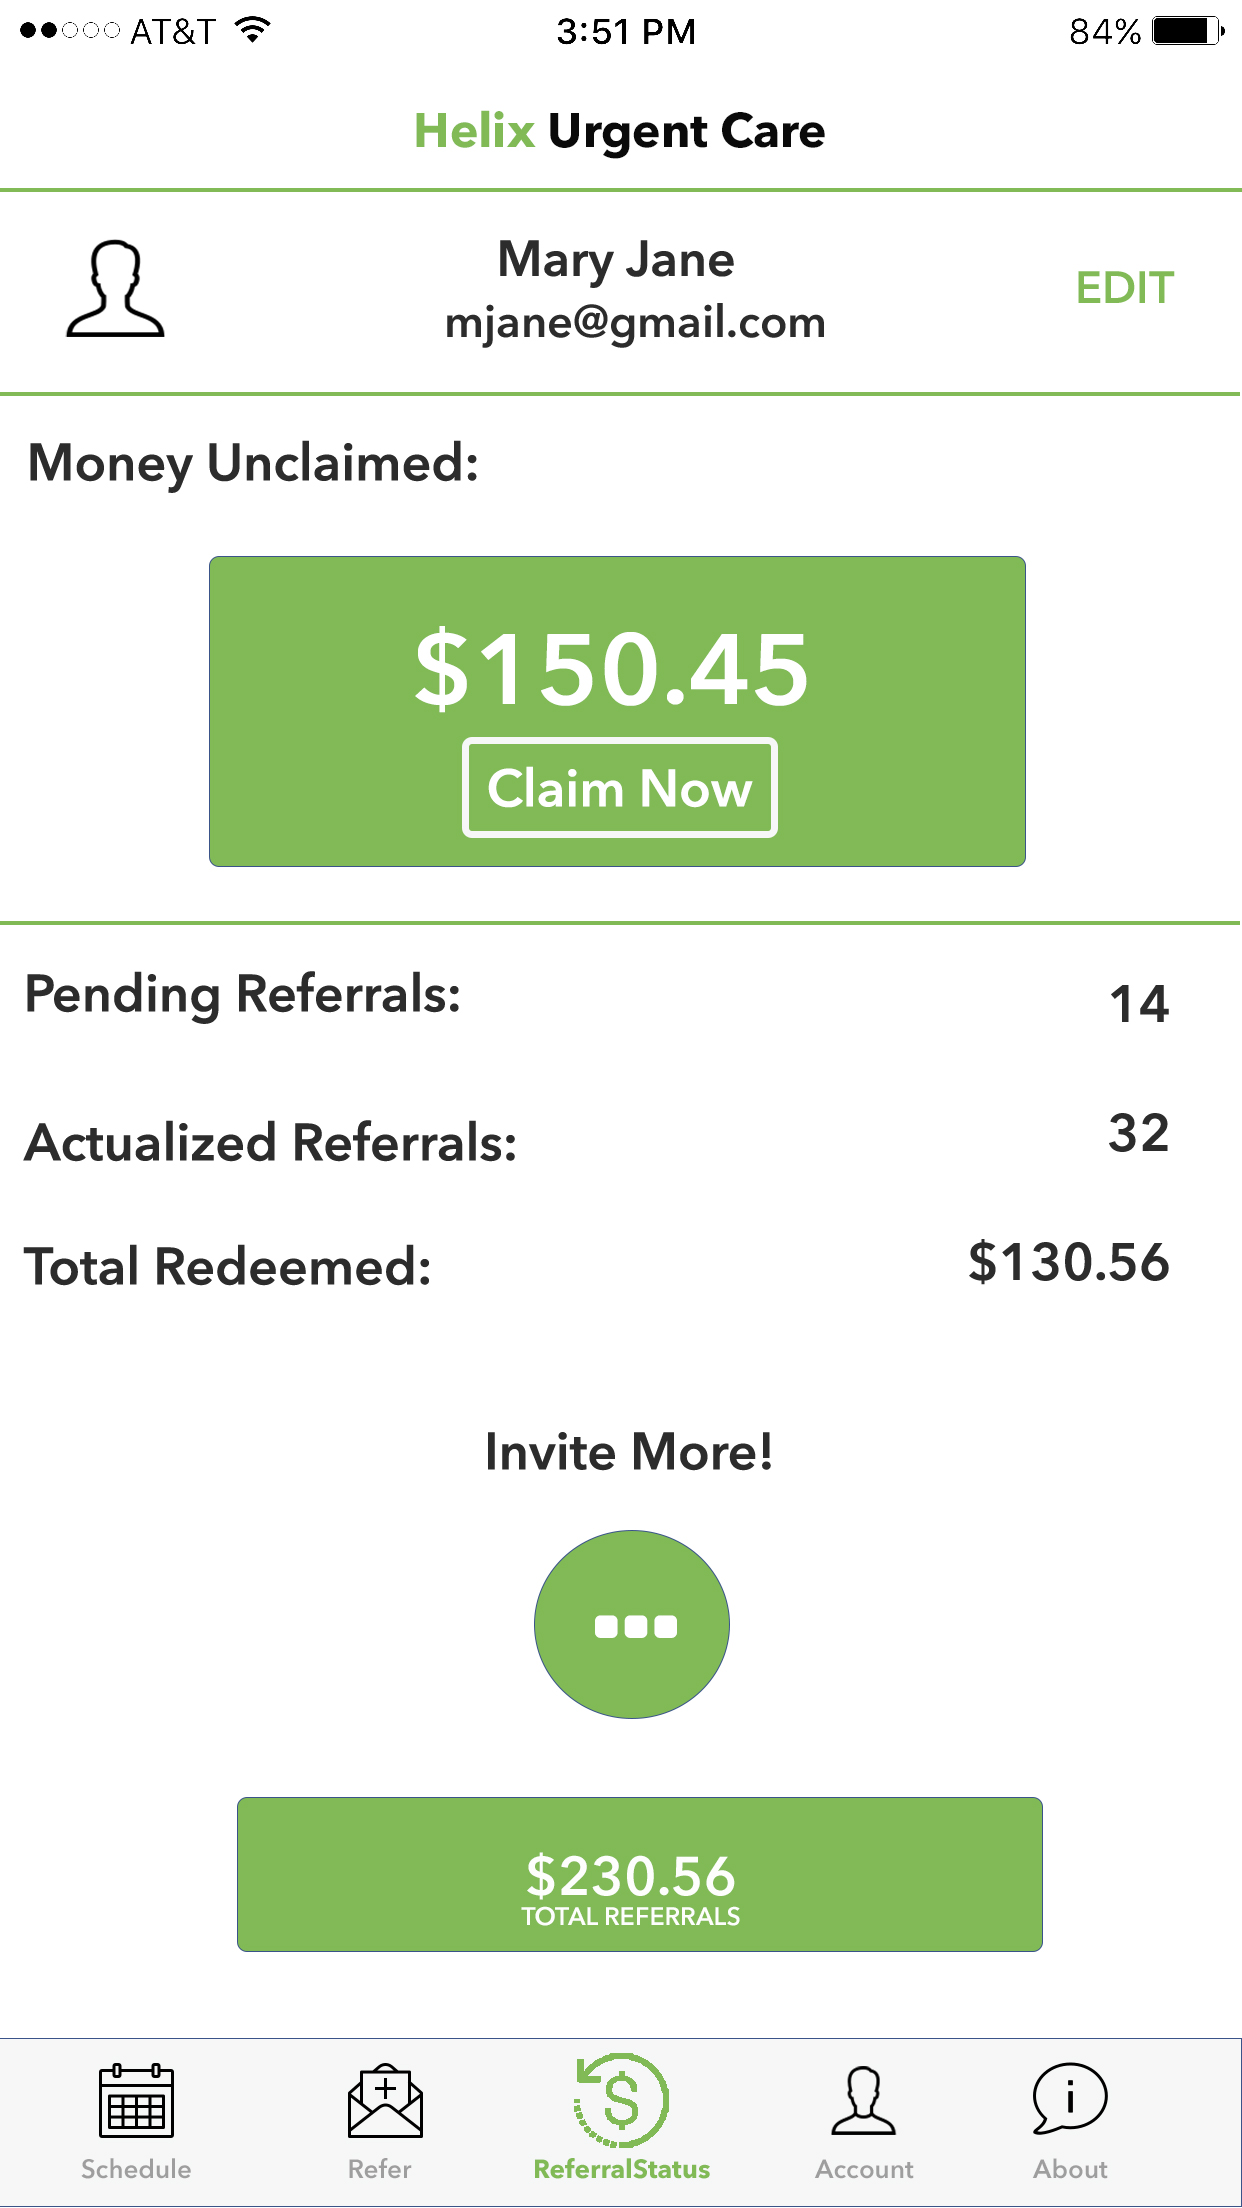 AT&T 3:51 PM 84%
Helix Urgent Care
Mary Jane
mjane@gmail.com
EDIT
Money Unclaimed:
$150.45
Claim Now
Pending Referrals: 14
Actualized Referrals: 32
Total Redeemed: $130.56
Invite More!
$230.56
TOTAL REFERRALS
Schedule Refer ReferralStatus Account About